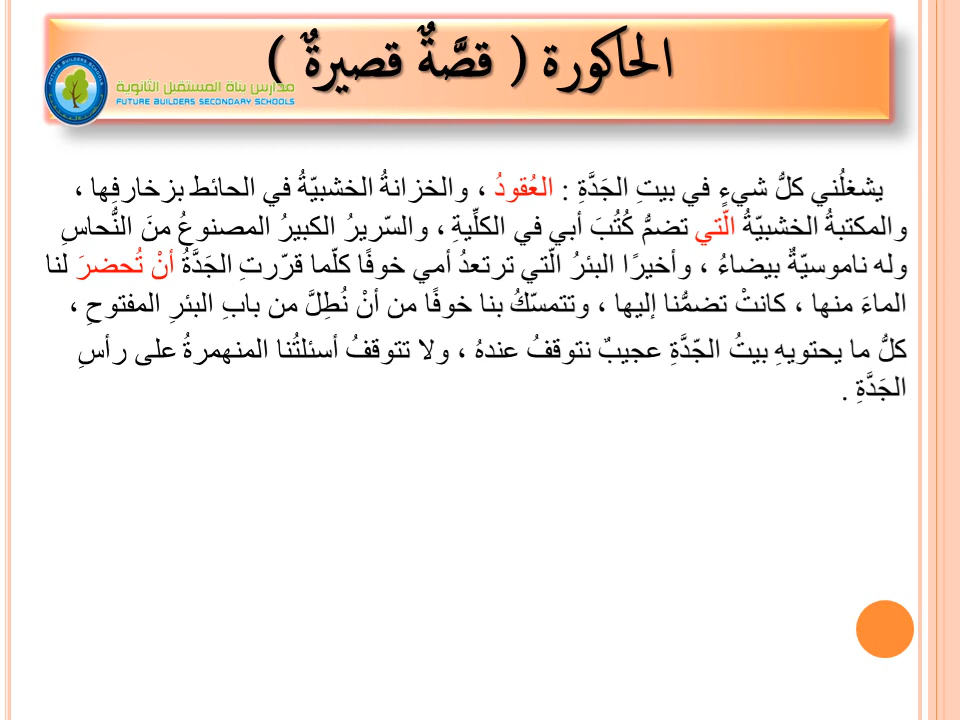 الحاكورة ( قصَّةٌ قصيرةٌ )
مدارس بناة المستقبل الثانوية
FUTURE BUILDERS SECONDARY SCHOOLS
يشغلُني كلُّ شيءٍ في بيتِ الجَدَّةِ : العُقودُ ، والخزانةُ الخشبيّةُ في الحائط بزخارفِها ،
والمكتبةُ الخشبيّةُ الّتي تضمُّ كُتُبَ أبي في الكلِّيةِ ، والسّريرُ الكبيرُ المصنوعُ منَ النُّحاسِ
وله ناموسيّةٌ بيضاءُ ، وأخيرًا البئرُ الّتي ترتعدُ أمي خوفًا كلّما قرّرتِ الجَدَّةُ أنْ تُحضرَ لنا
الماءَ منها ، كانتْ تضمُّنا إليها ، وتتمسّكُ بنا خوفًا من أنْ نُطِلَّ من بابِ البئرِ المفتوحِ ،
كلُّ ما يحتويهِ بيتُ الجّدَّةِ عجيبٌ نتوقفُ عندهُ ، ولا تتوقفُ أسئلتُنا المنهمرةُ على رأسِ
الجَدَّةِ .